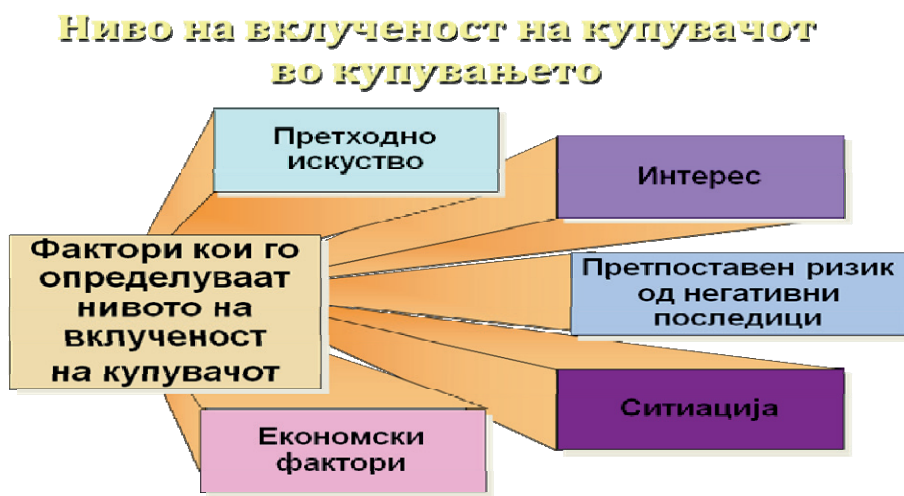 Ниво на вклученост на купувачот
во купувањето
Претходно
искуство
Интерес
Фактори кои го
определуваат
нивото на
вклученост
на купувачот
Претпоставен ризик
од негативни
последици
Ситиација
Економски
фактори